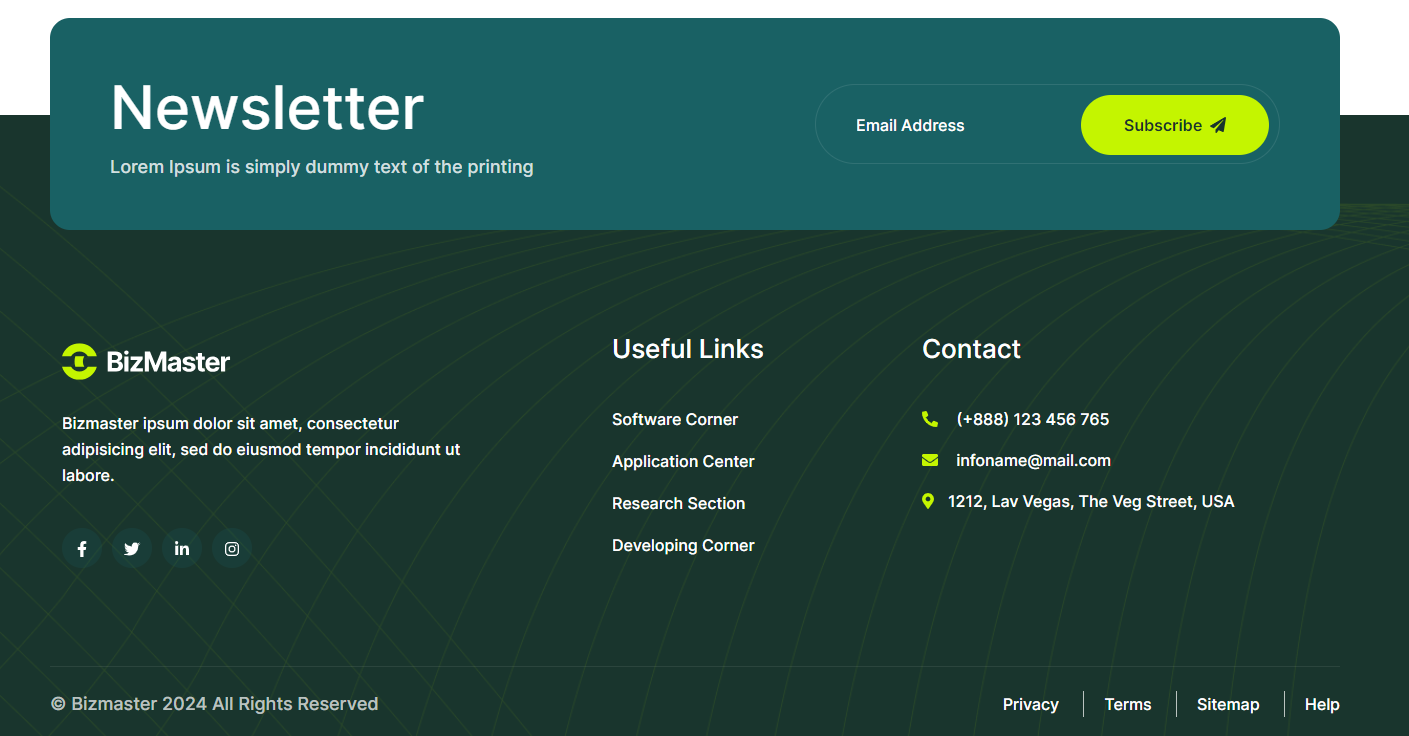 Newsletter
Lorem Ipsum is simply dummy text of the printing
Email Address
Subscribe
BizMaster
Bizmaster ipsum dolor sit amet, consectetur
adipisicing elit, sed do eiusmod tempor incididunt ut
labore.
Useful Links
Software Corner
Application Center
Research Section
Developing Corner
Contact
(+888) 123 456 765
infoname@mail.com
1212, Lav Vegas, The Veg Street, USA
© Bizmaster 2024 All Rights Reserved
Privacy
Terms
Sitemap
Help